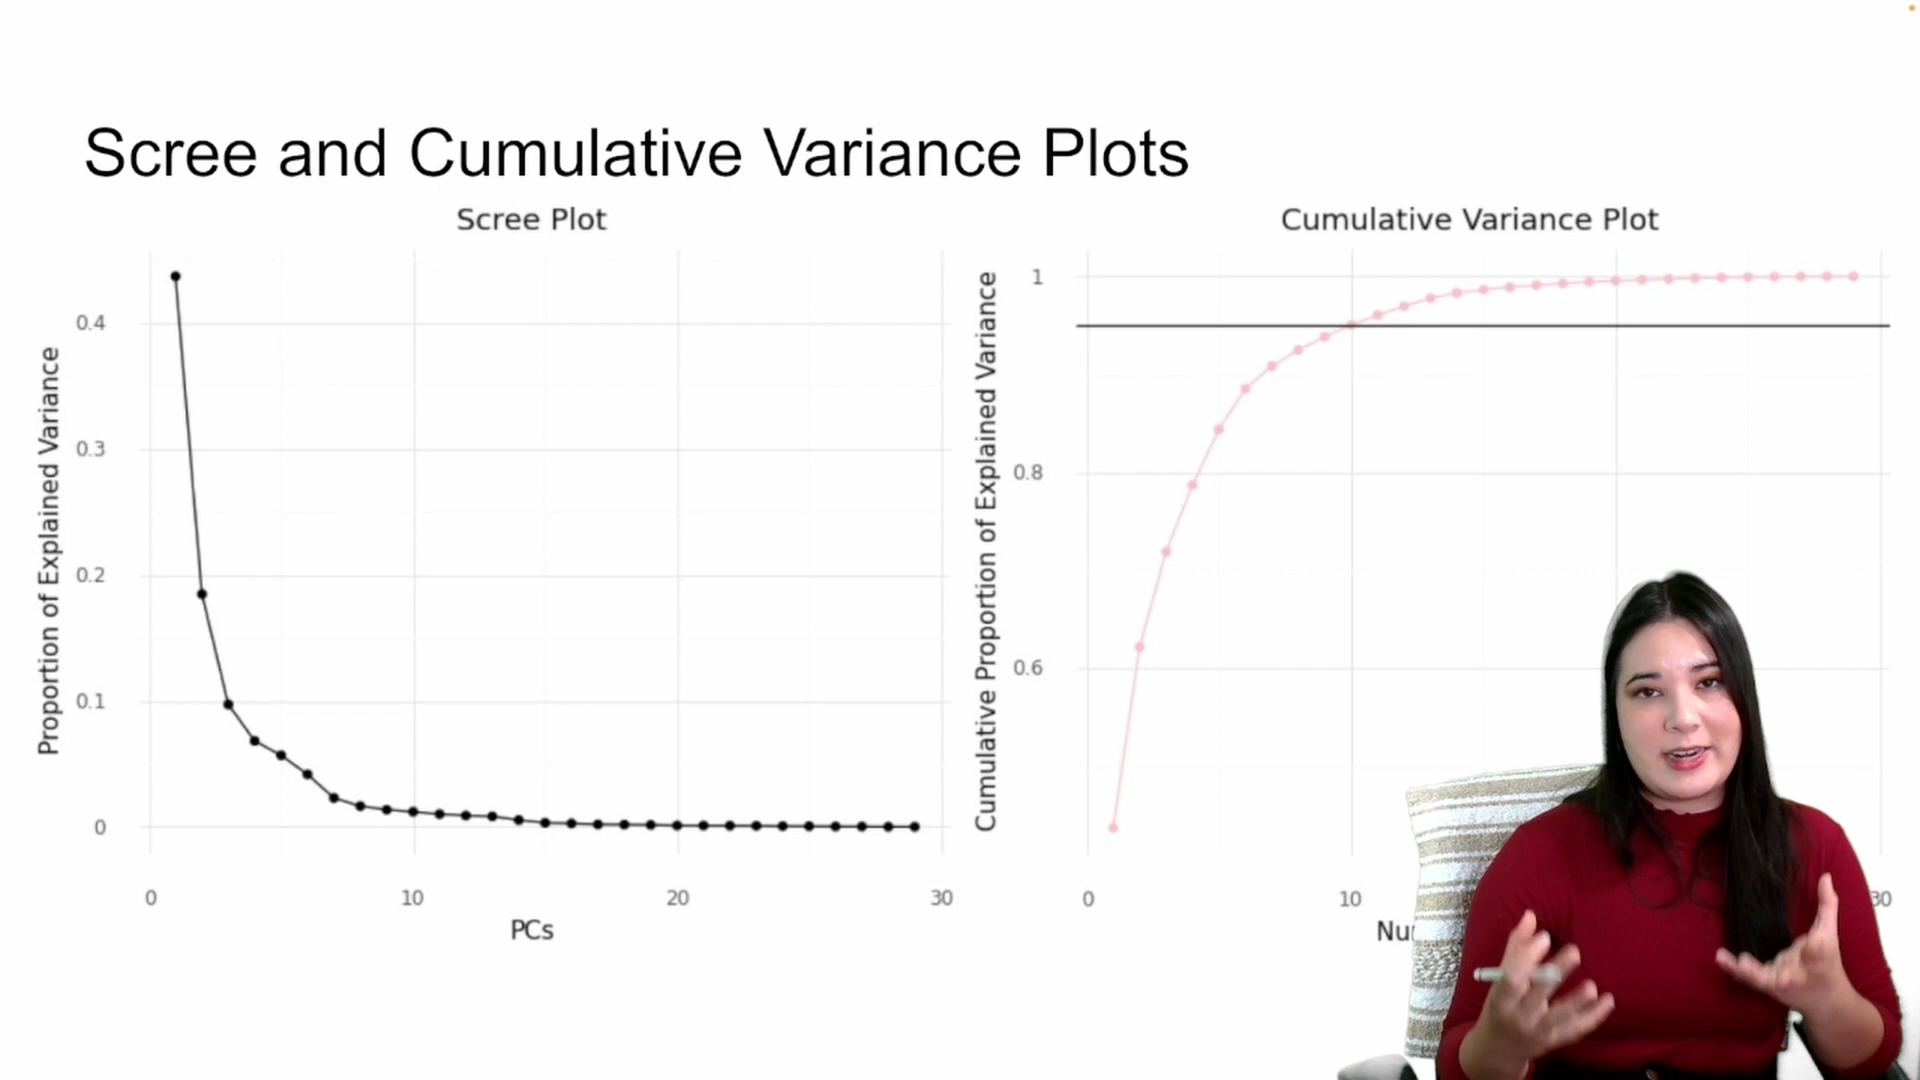 Scree and Cumulative Variance Plots
Scree Plot
Proportion of Explained Variance
0.4
0.3
0.2
0.1
0
0 10 20 30
PCs
Cumulative Variance Plot
Cumulative Proportion of Explained Variance
1
0.8
0.6
0 10 30